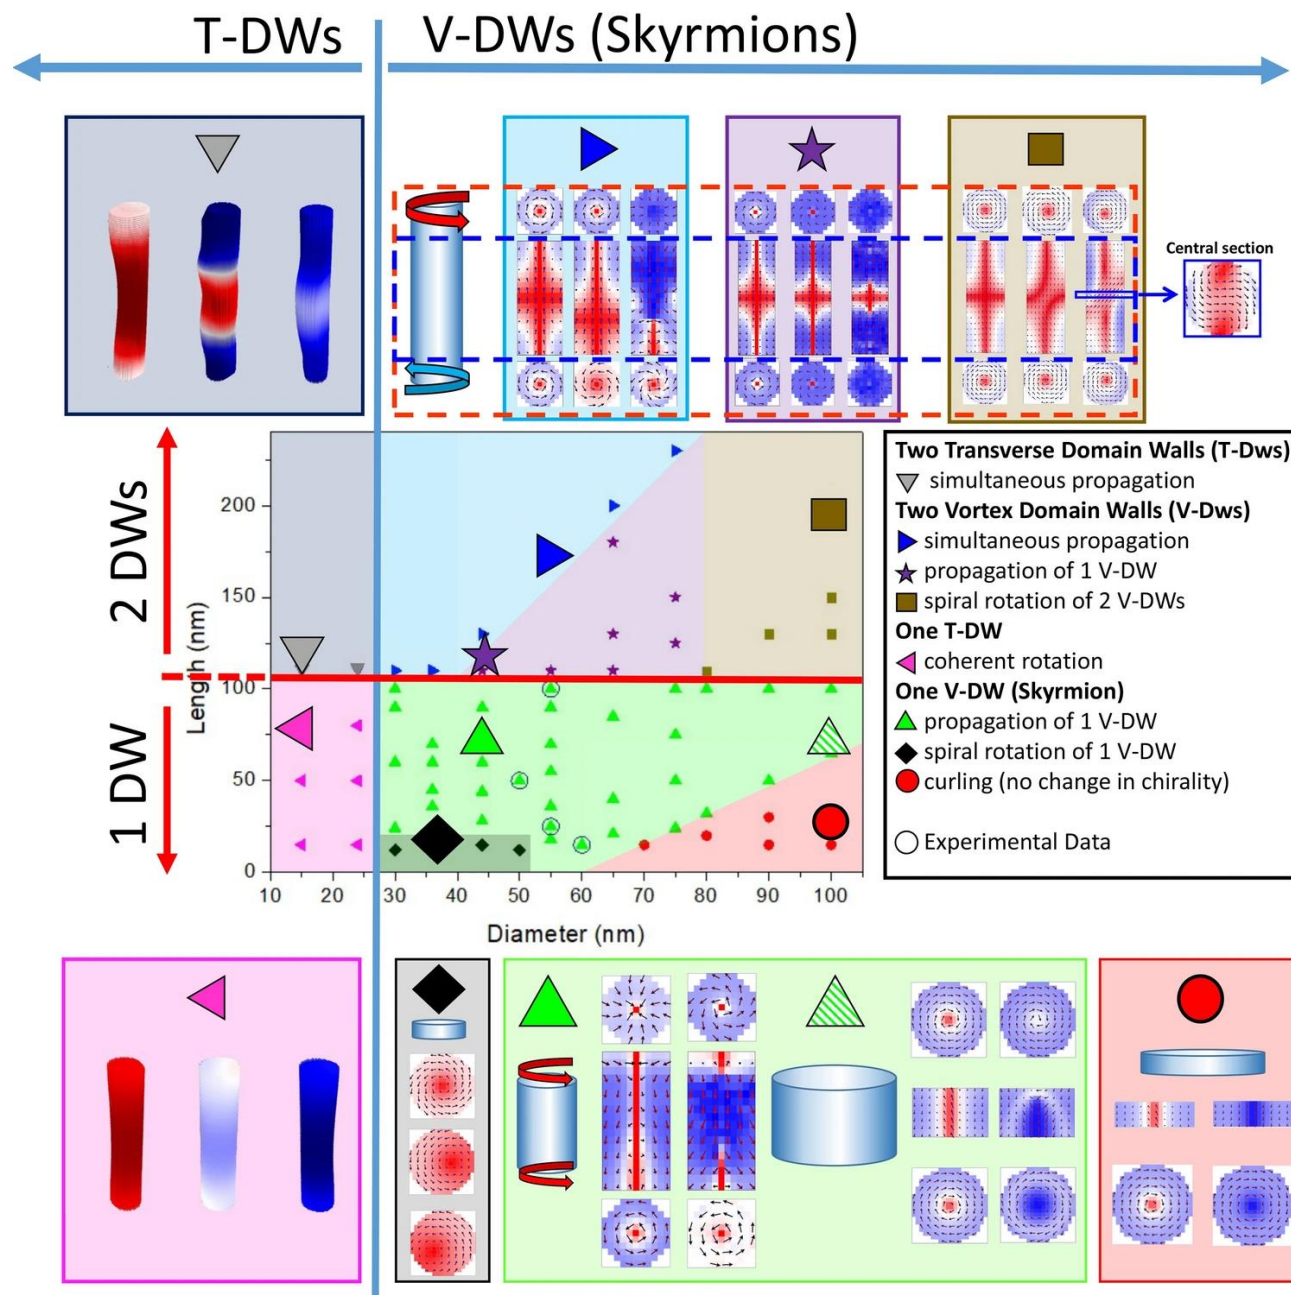 T-DWs
V-DWs (Skyrmions)
Central section
2 DWs
1 DW
Length (nm)
200
150
100
50
0
10 20 30 40 50 60 70 80 90 100
Diameter (nm)
Two Transverse Domain Walls (T-Dws)
simultaneous propagation
Two Vortex Domain Walls (V-Dws)
simultaneous propagation
propagation of 1 V-DW
spiral rotation of 2 V-DWs
One T-DW
coherent rotation
One V-DW (Skyrmion)
propagation of 1 V-DW
spiral rotation of 1 V-DW
curling (no change in chirality)
Experimental Data